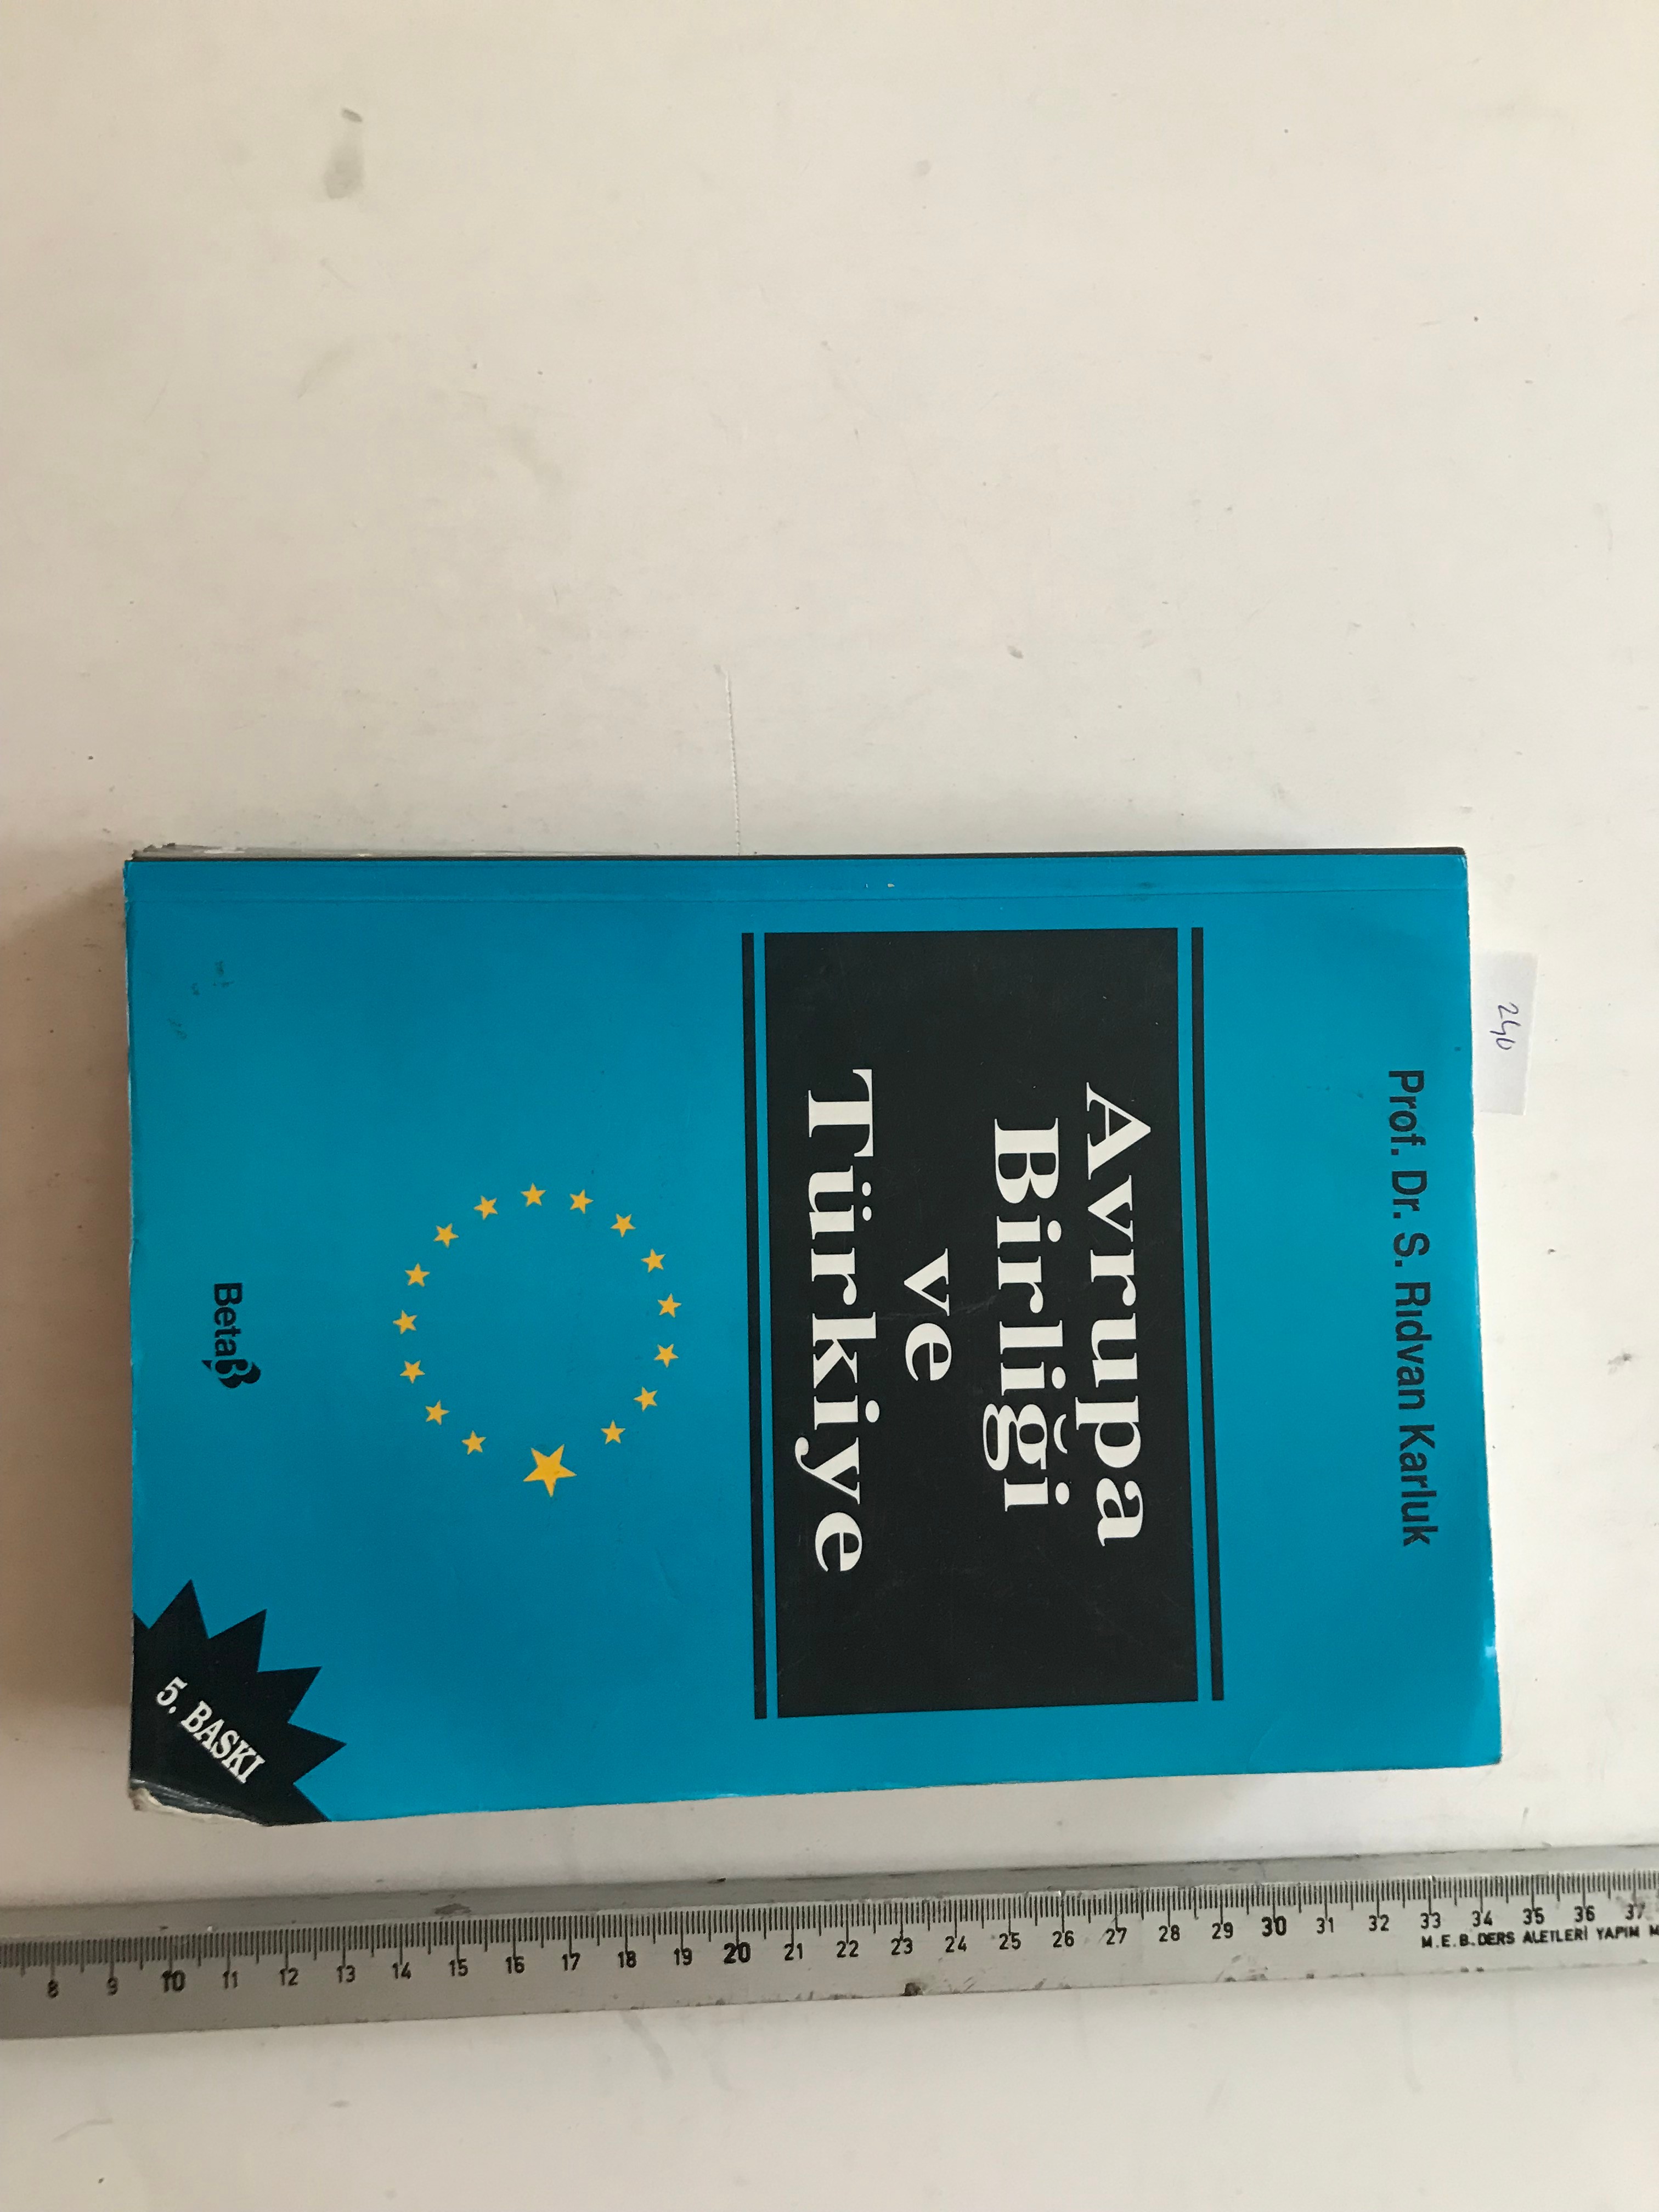 240
Prof. Dr. S. Rıdvan Karluk
Avrupa
Birliği
ve
Türkiye
Beta
5. BASKI
8 9 10 11 12 13 14 15 16 17 18 19 20 21 22 23 24 25 26 27 28 29 30 31 32 33 34 35 36 37
M.E.B. DERS ALETLERİ YAPIM M